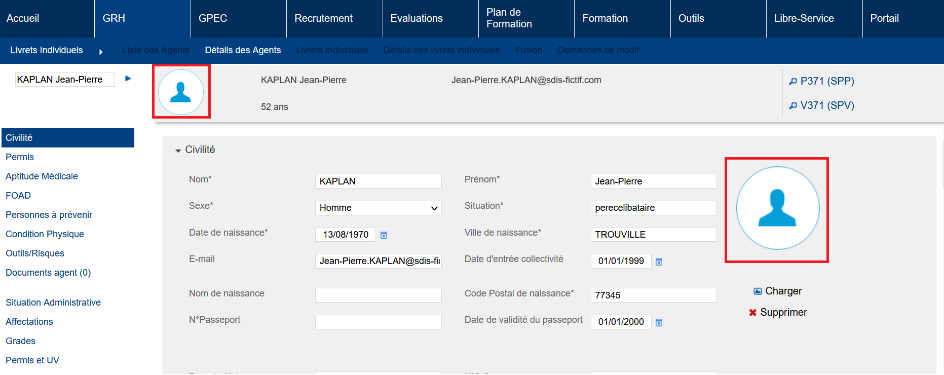 Accueil GRH GPEC Recrutement Evaluations Plan de Formation Formation Outils Libre-Service Portail
Livrets Individuels Liste des Agents Détails des Agents Livrets Individuels Détails des livrets individuels Fusion Demandes de modif.
KAPLAN Jean-Pierre
KAPLAN Jean-Pierre Jean-Pierre.KAPLAN@sdis-fictif.com P371 (SPP)
52 ans V371 (SPV)
Civilité
Permis
Aptitude Médicale
FOAD
Personnes à prévenir
Condition Physique
Outils/Risques
Documents agent (0)
Situation Administrative
Affectations
Grades
Permis et UV
Civilité
Nom* KAPLAN Prénom* Jean-Pierre
Sexe* Homme Situation* perecelibataire
Date de naissance* 13/08/1970 Ville de naissance* TROUVILLE
E-mail Jean-Pierre.KAPLAN@sdis-fi Date d'entrée collectivité 01/01/1999
Nom de naissance Code Postal de naissance* 77345
N°Passeport Date de validité du passeport 01/01/2000
Charger
Supprimer